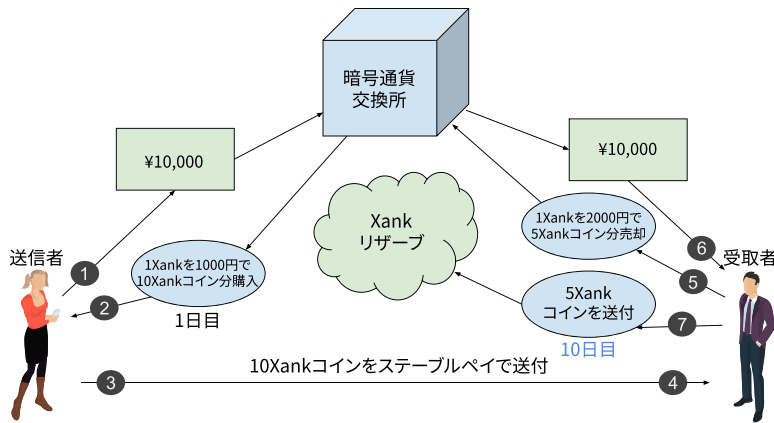 暗号通貨
交換所
¥10,000
¥10,000
Xank
リザーブ
1Xankを2000円で
5Xankコイン分売却
送信者
1
1Xankを1000円で
10Xankコイン分購入
2
1日目
6
受取者
5
5Xank
コインを送付
7
10日目
10Xankコインをステーブルペイで送付
3
4